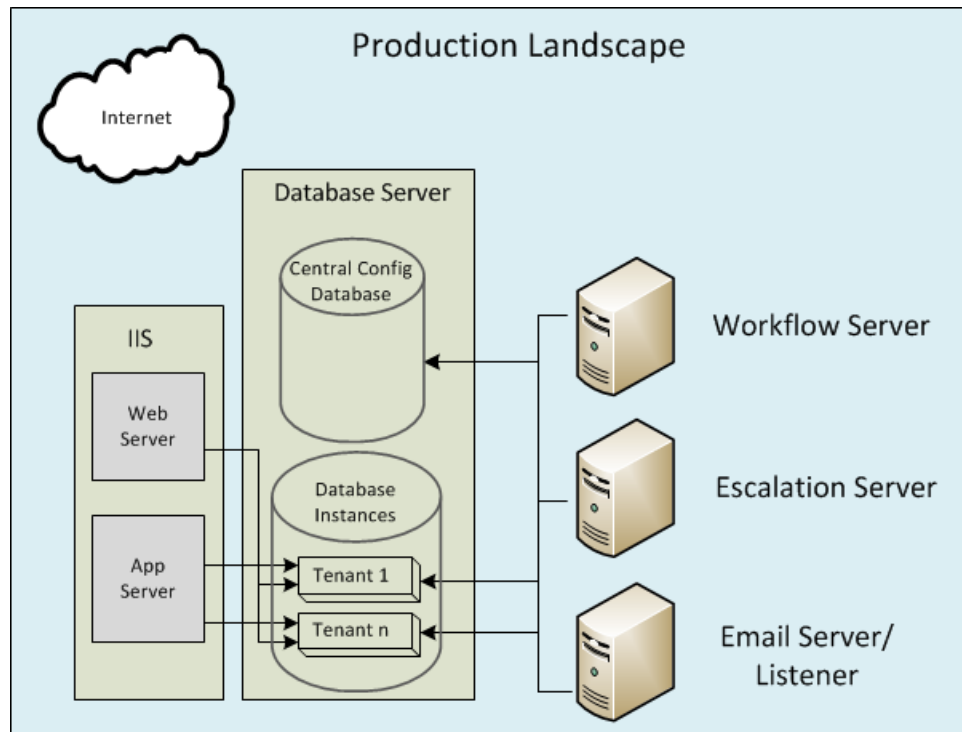 Production Landscape
Internet
Database Server
Central Config
Database
Workflow Server
IIS
Web
Server
Database
Instances
Escalation Server
App
Server
Tenant 1
Tenant n
Email Server/
Listener